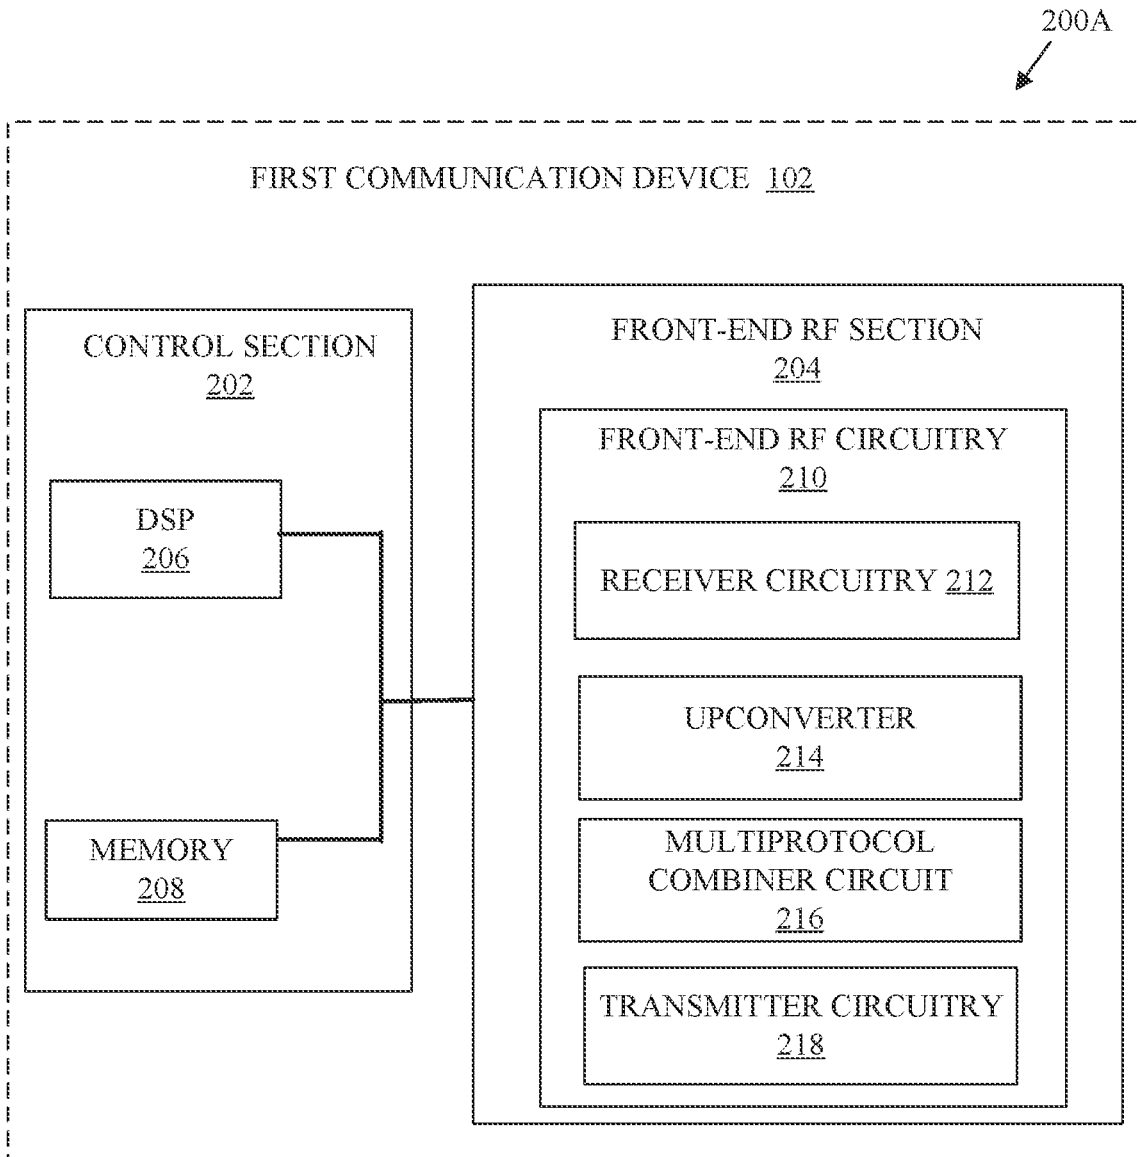 200A
FIRST COMMUNICATION DEVICE 102
CONTROL SECTION
202
DSP
206
MEMORY
208
FRONT-END RF SECTION
204
FRONT-END RF CIRCUITRY
210
RECEIVER CIRCUITRY 212
UPCONVERTER
214
MULTIPROTOCOL
COMBINER CIRCUIT
216
TRANSMITTER CIRCUITRY
218